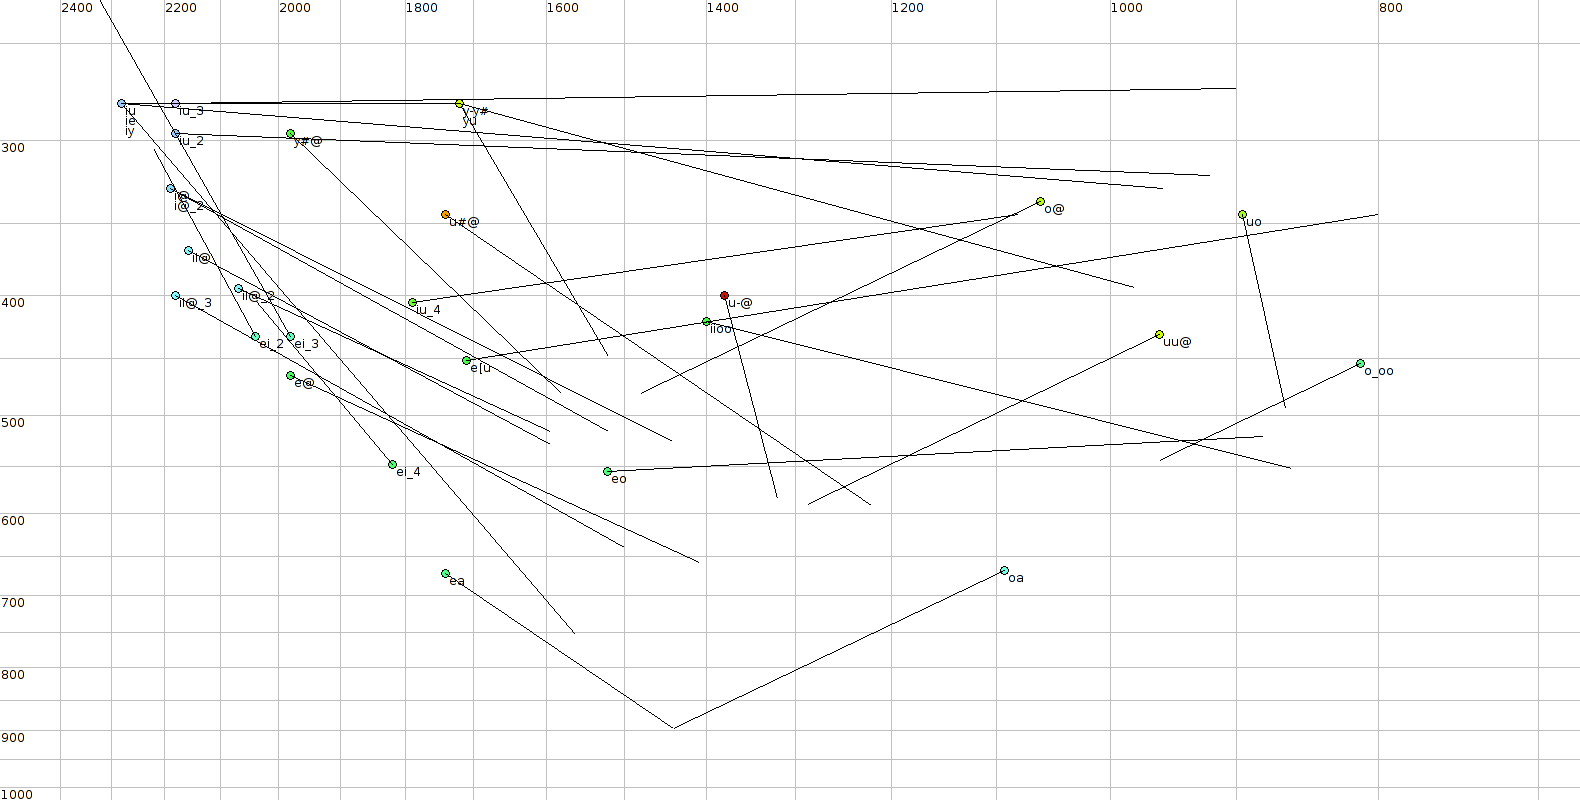 2400 2200 2000 1800 1600 1400 1200 1000 800
iu iu_3 y-y#
ie yu
iy iu_2 y#@
300
i@
i@_2 o@
u#@ uo
ii@
ii@_2
400 ii@_3 iu_4 u-@
iioo
ei_2 ei_3 uu@
e[u o_oo
e@
500
ei_4 eo
600
ea oa
700
800
900
1000